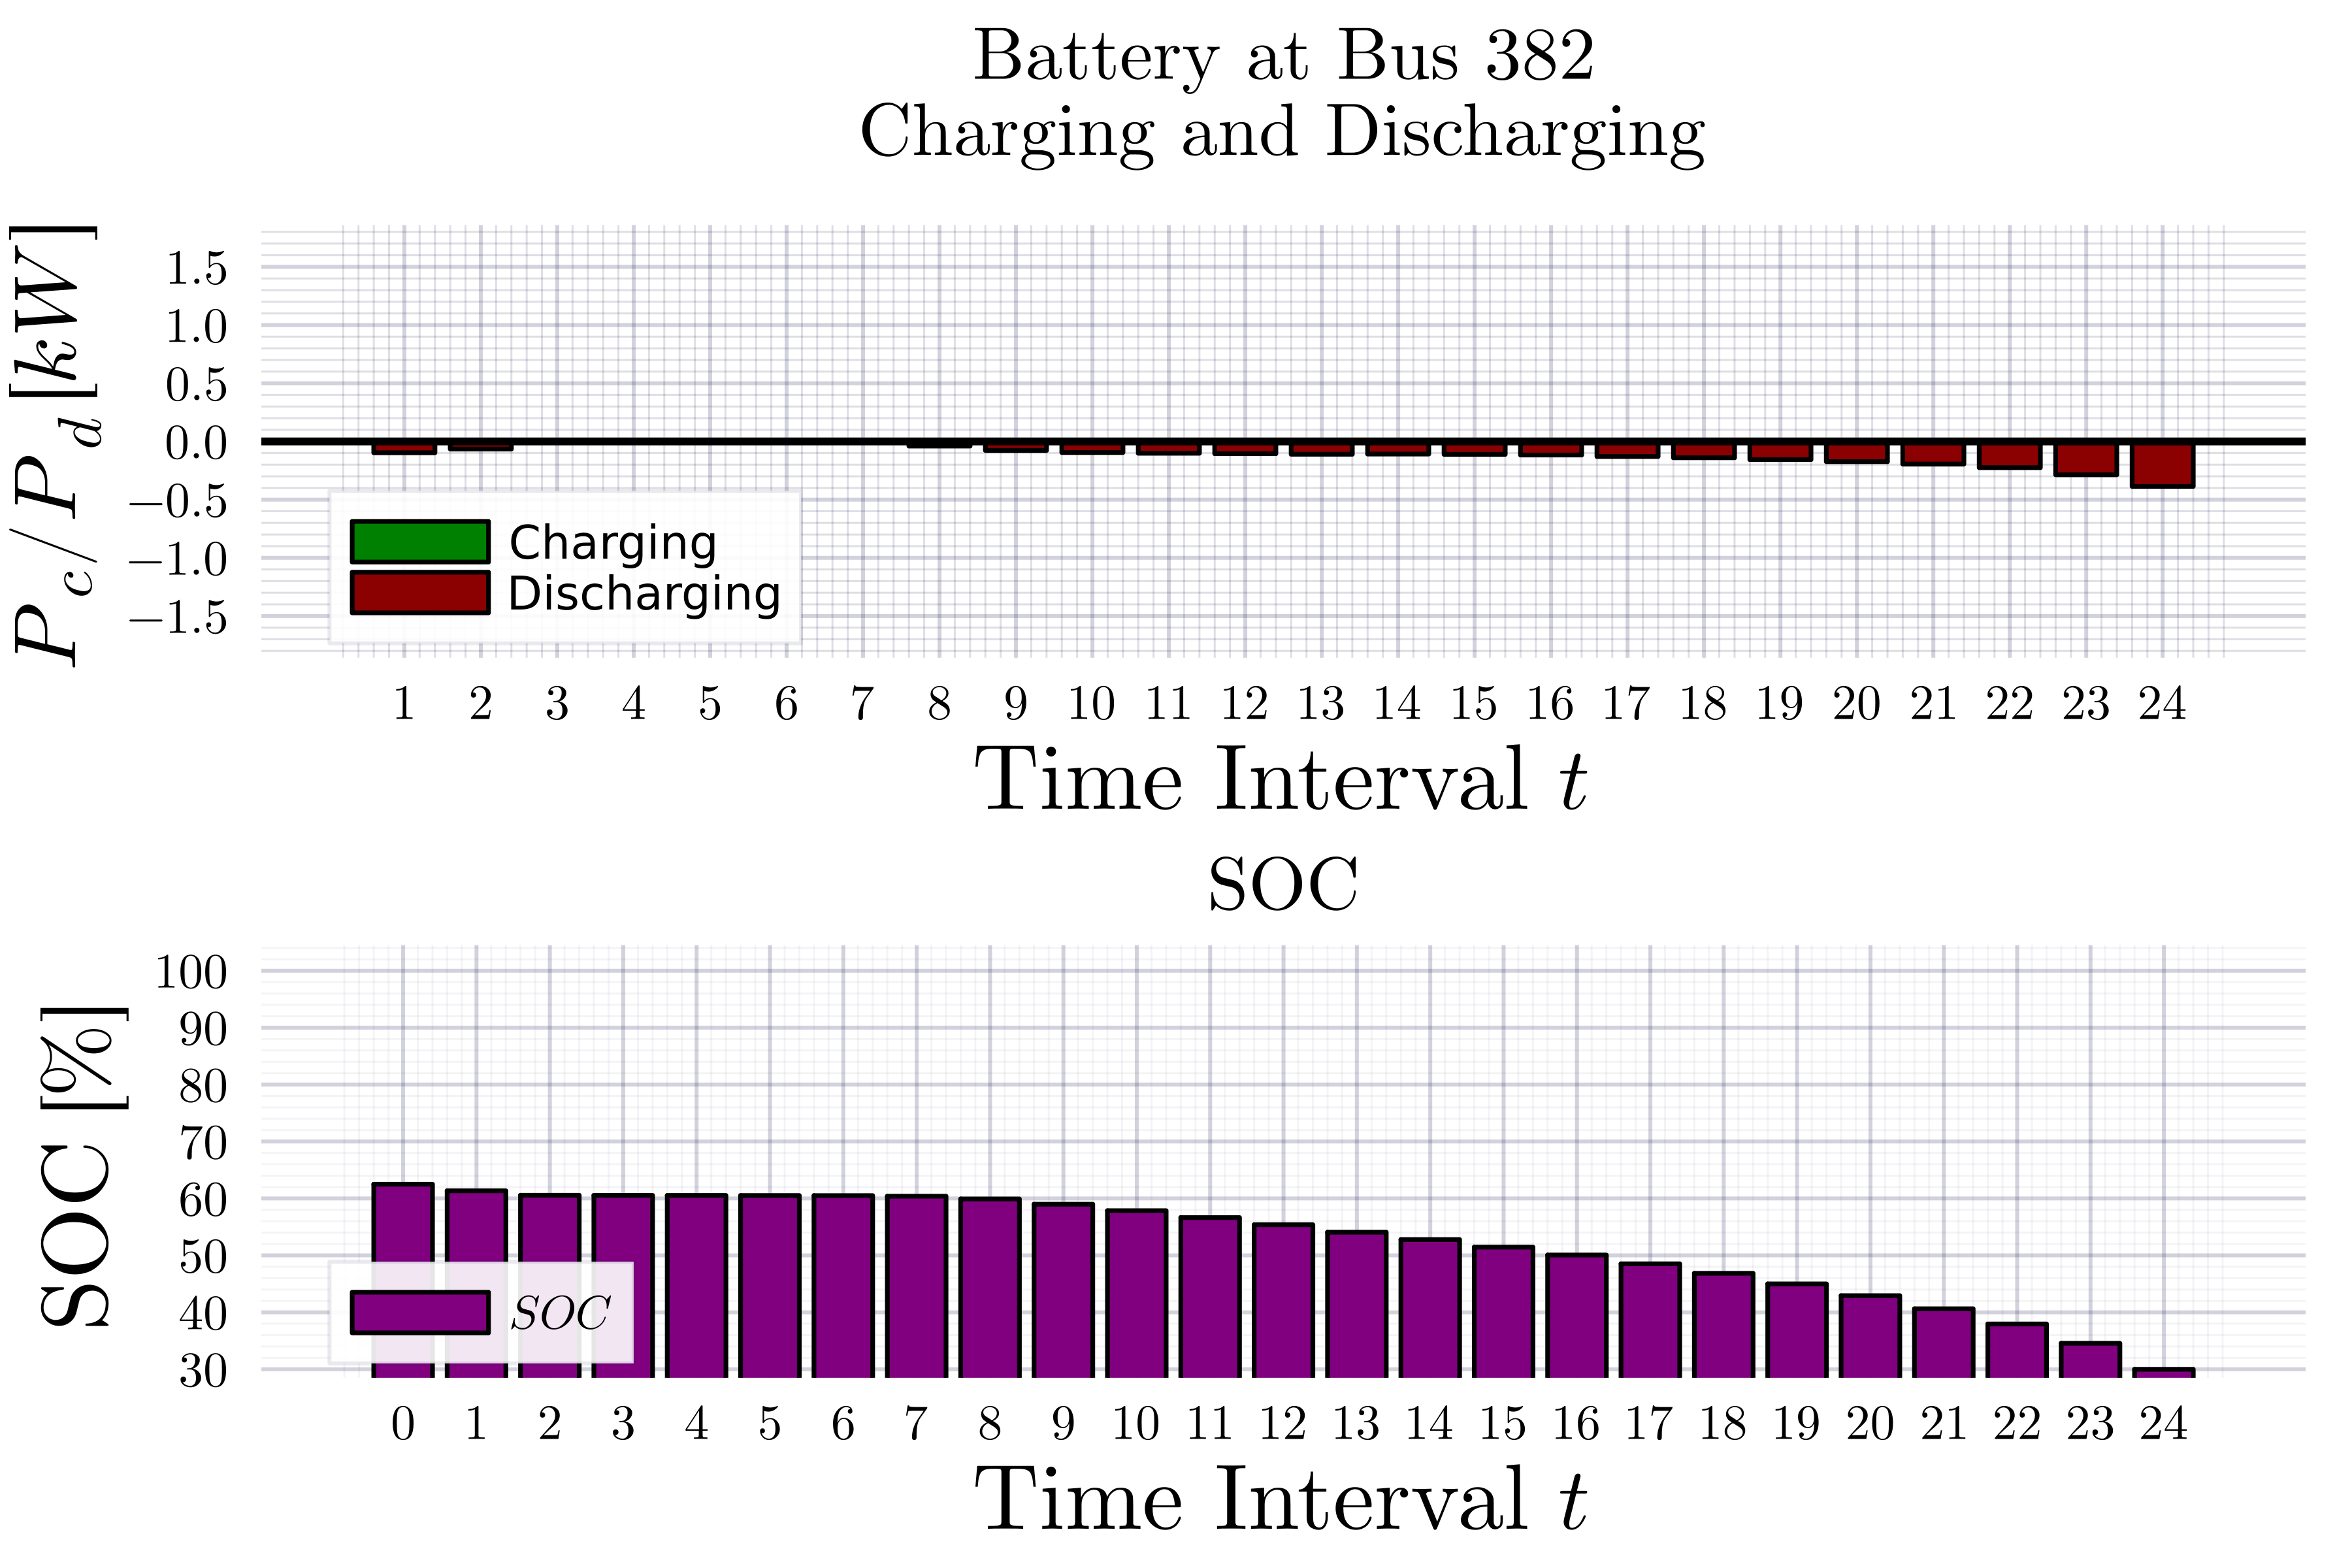 Battery at Bus 382
Charging and Discharging
P_c / P_d [kW]
1.5
1.0
0.5
0.0
−0.5
−1.0
−1.5
Charging
Discharging
1 2 3 4 5 6 7 8 9 10 11 12 13 14 15 16 17 18 19 20 21 22 23 24
Time Interval t
SOC
SOC [%]
100
90
80
70
60
50
40
30
SOC
0 1 2 3 4 5 6 7 8 9 10 11 12 13 14 15 16 17 18 19 20 21 22 23 24
Time Interval t